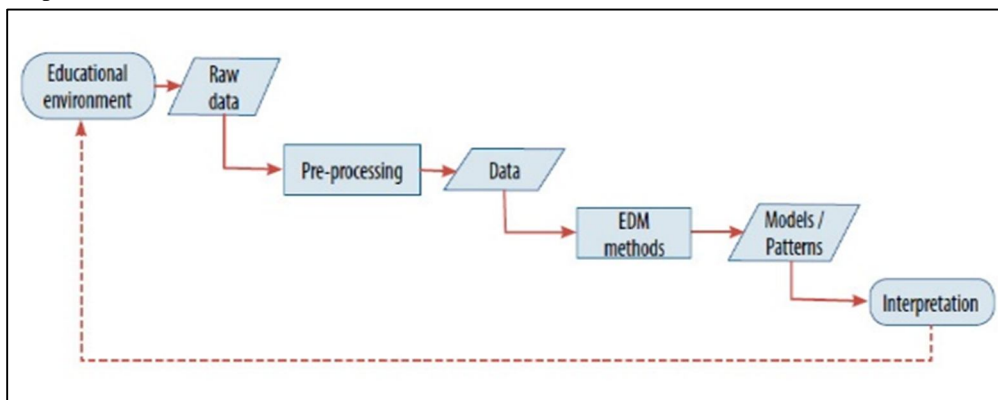 Educational
environment
Raw
data
Pre-processing
Data
EDM
methods
Models /
Patterns
Interpretation